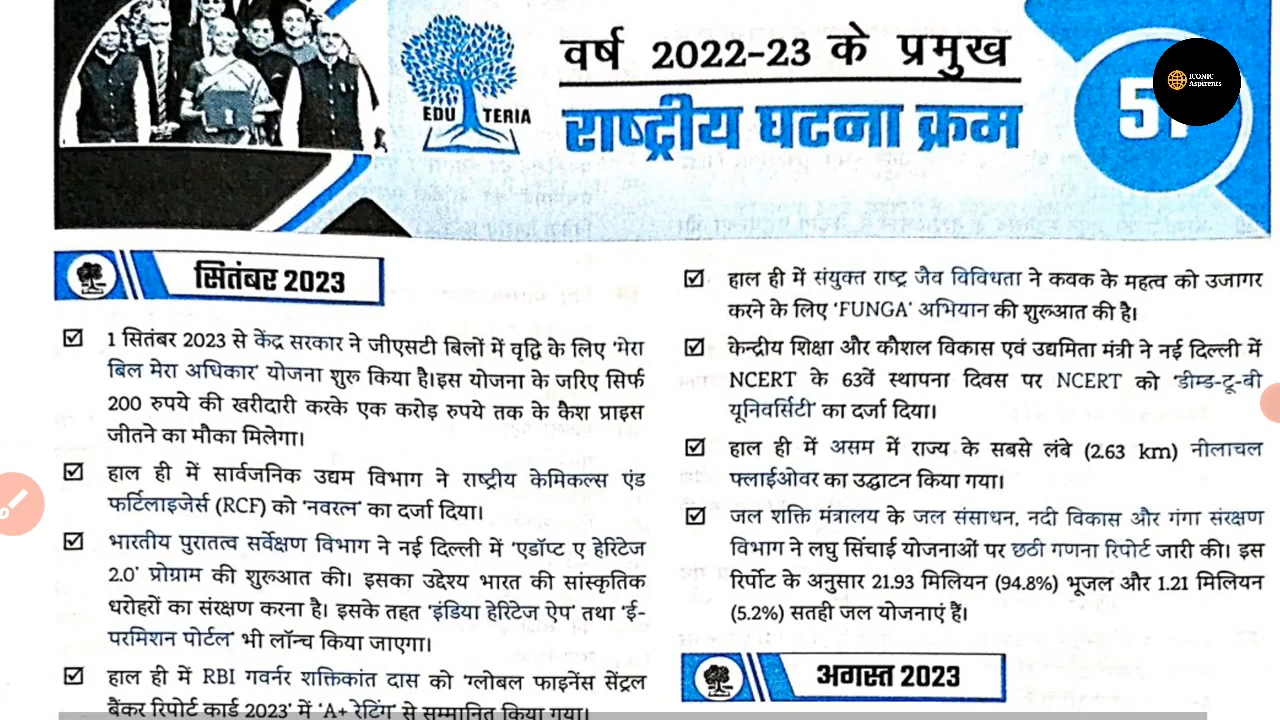 EDU TERIA
वर्ष 2022-23 के प्रमुख
राष्ट्रीय घटना क्रम
ICONIC
Aspirents
सितंबर 2023
1 सितंबर 2023 से केंद्र सरकार ने जीएसटी बिलों में वृद्धि के लिए 'मेरा
बिल मेरा अधिकार' योजना शुरू किया है।इस योजना के जरिए सिर्फ
200 रुपये की खरीदारी करके एक करोड़ रुपये तक के कैश प्राइस
जीतने का मौका मिलेगा।
हाल ही में सार्वजनिक उद्यम विभाग ने राष्ट्रीय केमिकल्स एंड
फर्टिलाइजेर्स (RCF) को 'नवरत्न' का दर्जा दिया।
भारतीय पुरातत्व सर्वेक्षण विभाग ने नई दिल्ली में 'एडॉप्ट ए हेरिटेज
2.0' प्रोग्राम की शुरूआत की। इसका उद्देश्य भारत की सांस्कृतिक
धरोहरों का संरक्षण करना है। इसके तहत 'इंडिया हेरिटेज ऐप' तथा 'ई-
परमिशन पोर्टल' भी लॉन्च किया जाएगा।
हाल ही में RBI गवर्नर शक्तिकांत दास को 'ग्लोबल फाइनेंस सेंट्रल
बैंकर रिपोर्ट कार्ड 2023' में 'A+ रेटिंग' से सम्मानित किया गया।
हाल ही में संयुक्त राष्ट्र जैव विविधता ने कवक के महत्व को उजागर
करने के लिए 'FUNGA' अभियान की शुरूआत की है।
केन्द्रीय शिक्षा और कौशल विकास एवं उद्यमिता मंत्री ने नई दिल्ली में
NCERT के 63वें स्थापना दिवस पर NCERT को 'डीम्ड-टू-बी
यूनिवर्सिटी' का दर्जा दिया।
हाल ही में असम में राज्य के सबसे लंबे (2.63 km) नीलाचल
फ्लाईओवर का उद्घाटन किया गया।
जल शक्ति मंत्रालय के जल संसाधन, नदी विकास और गंगा संरक्षण
विभाग ने लघु सिंचाई योजनाओं पर छठी गणना रिपोर्ट जारी की। इस
रिर्पोट के अनुसार 21.93 मिलियन (94.8%) भूजल और 1.21 मिलियन
(5.2%) सतही जल योजनाएं हैं।
अगस्त 2023